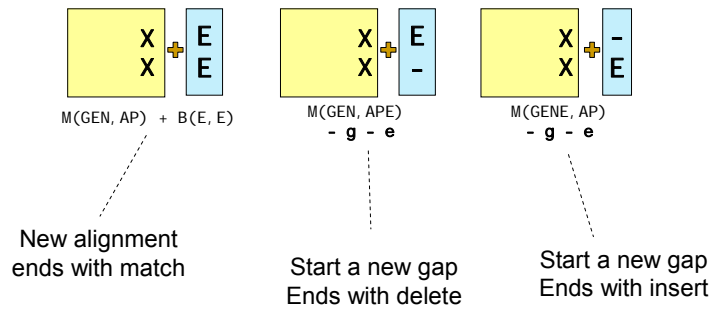 X E X E X -
X E X - X E
M(GEN, AP) + B(E, E) M(GEN, APE) M(GENE, AP)
- g - e - g - e
New alignment
ends with match
Start a new gap
Ends with delete
Start a new gap
Ends with insert